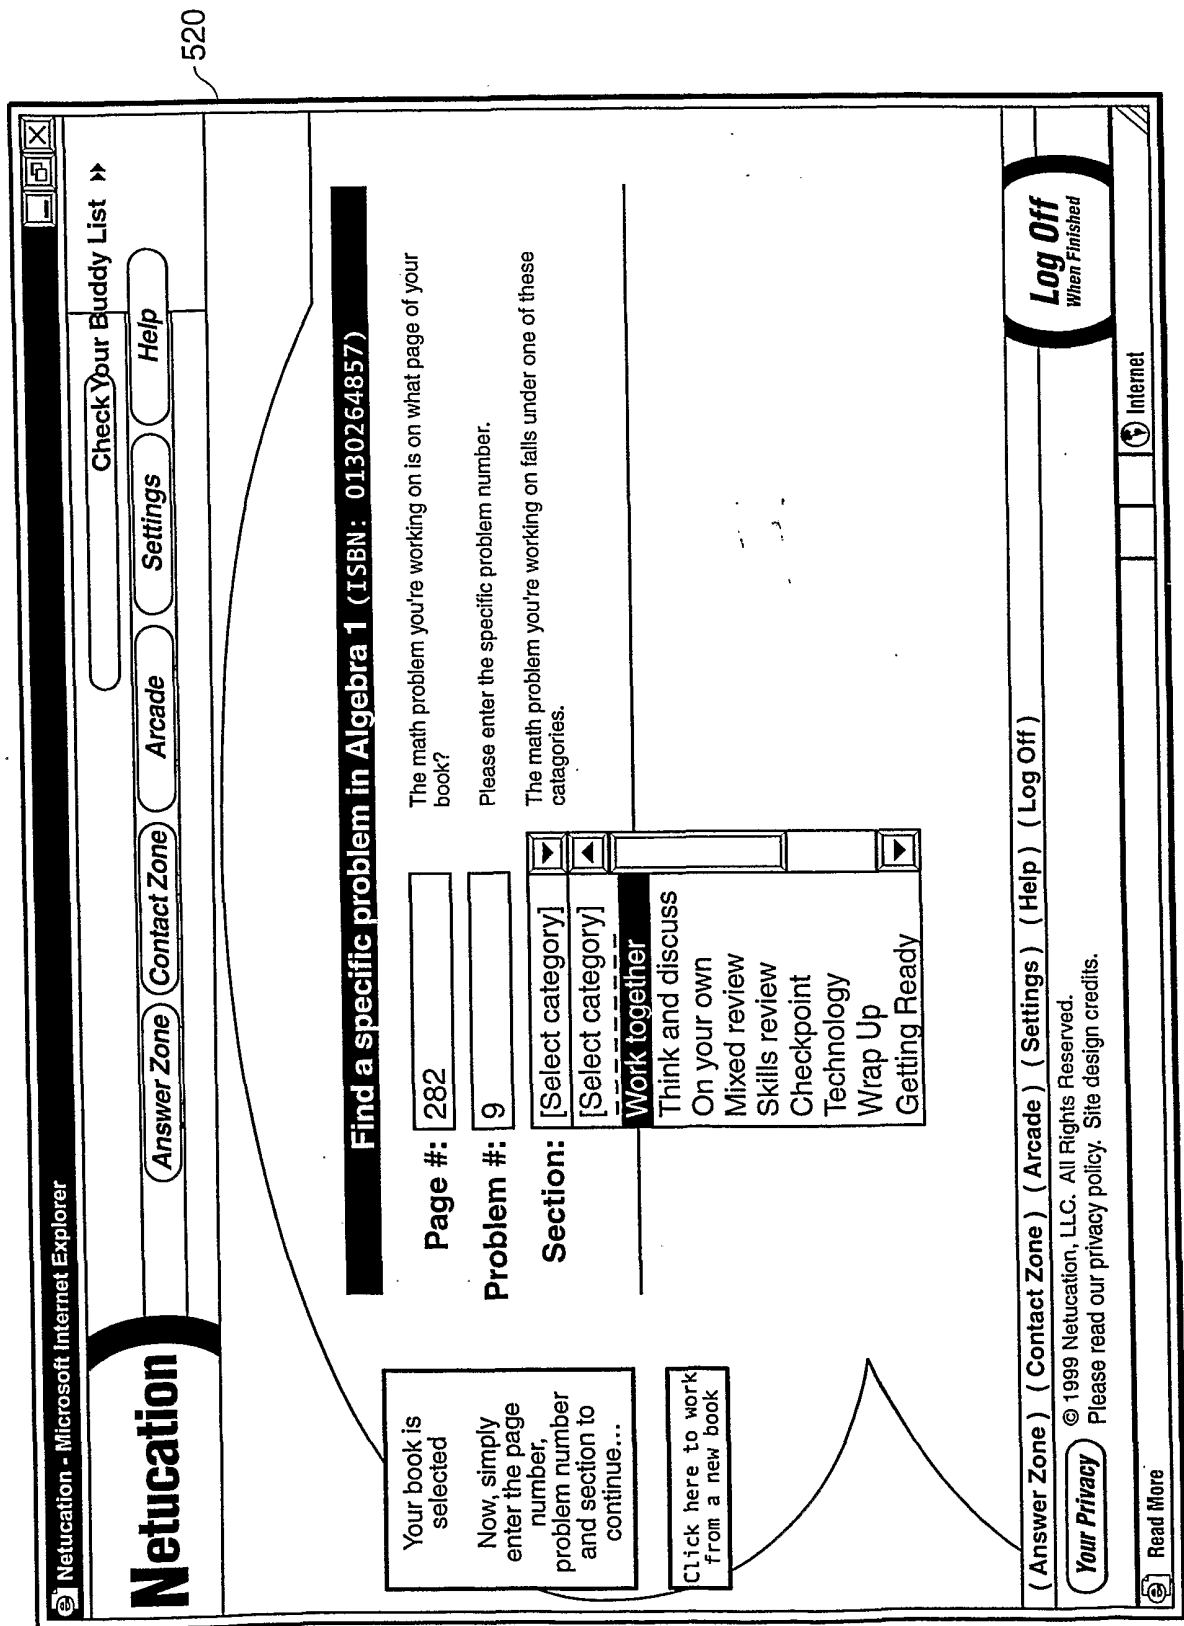 520
Netucation - Microsoft Internet Explorer
Netucation
Check Your Buddy List
Answer Zone Contact Zone Arcade Settings Help
Your book is
selected
Now, simply
enter the page
number,
problem number
and section to
continue...
Click here to work
from a new book
Find a specific problem in Algebra 1 (ISBN: 0130264857)
Page #: 282
The math problem you're working on is on what page of your
book?
Problem #: 9
Please enter the specific problem number.
Section: [Select category]
The math problem you're working on falls under one of these
catagories.
[Select category]
Work together
Think and discuss
On your own
Mixed review
Skills review
Checkpoint
Technology
Wrap Up
Getting Ready
( Answer Zone ) ( Contact Zone ) ( Arcade ) ( Settings ) ( Help ) ( Log Off )
Your Privacy
© 1999 Netucation, LLC. All Rights Reserved.
Please read our privacy policy. Site design credits.
Log Off
When Finished
Read More
Internet